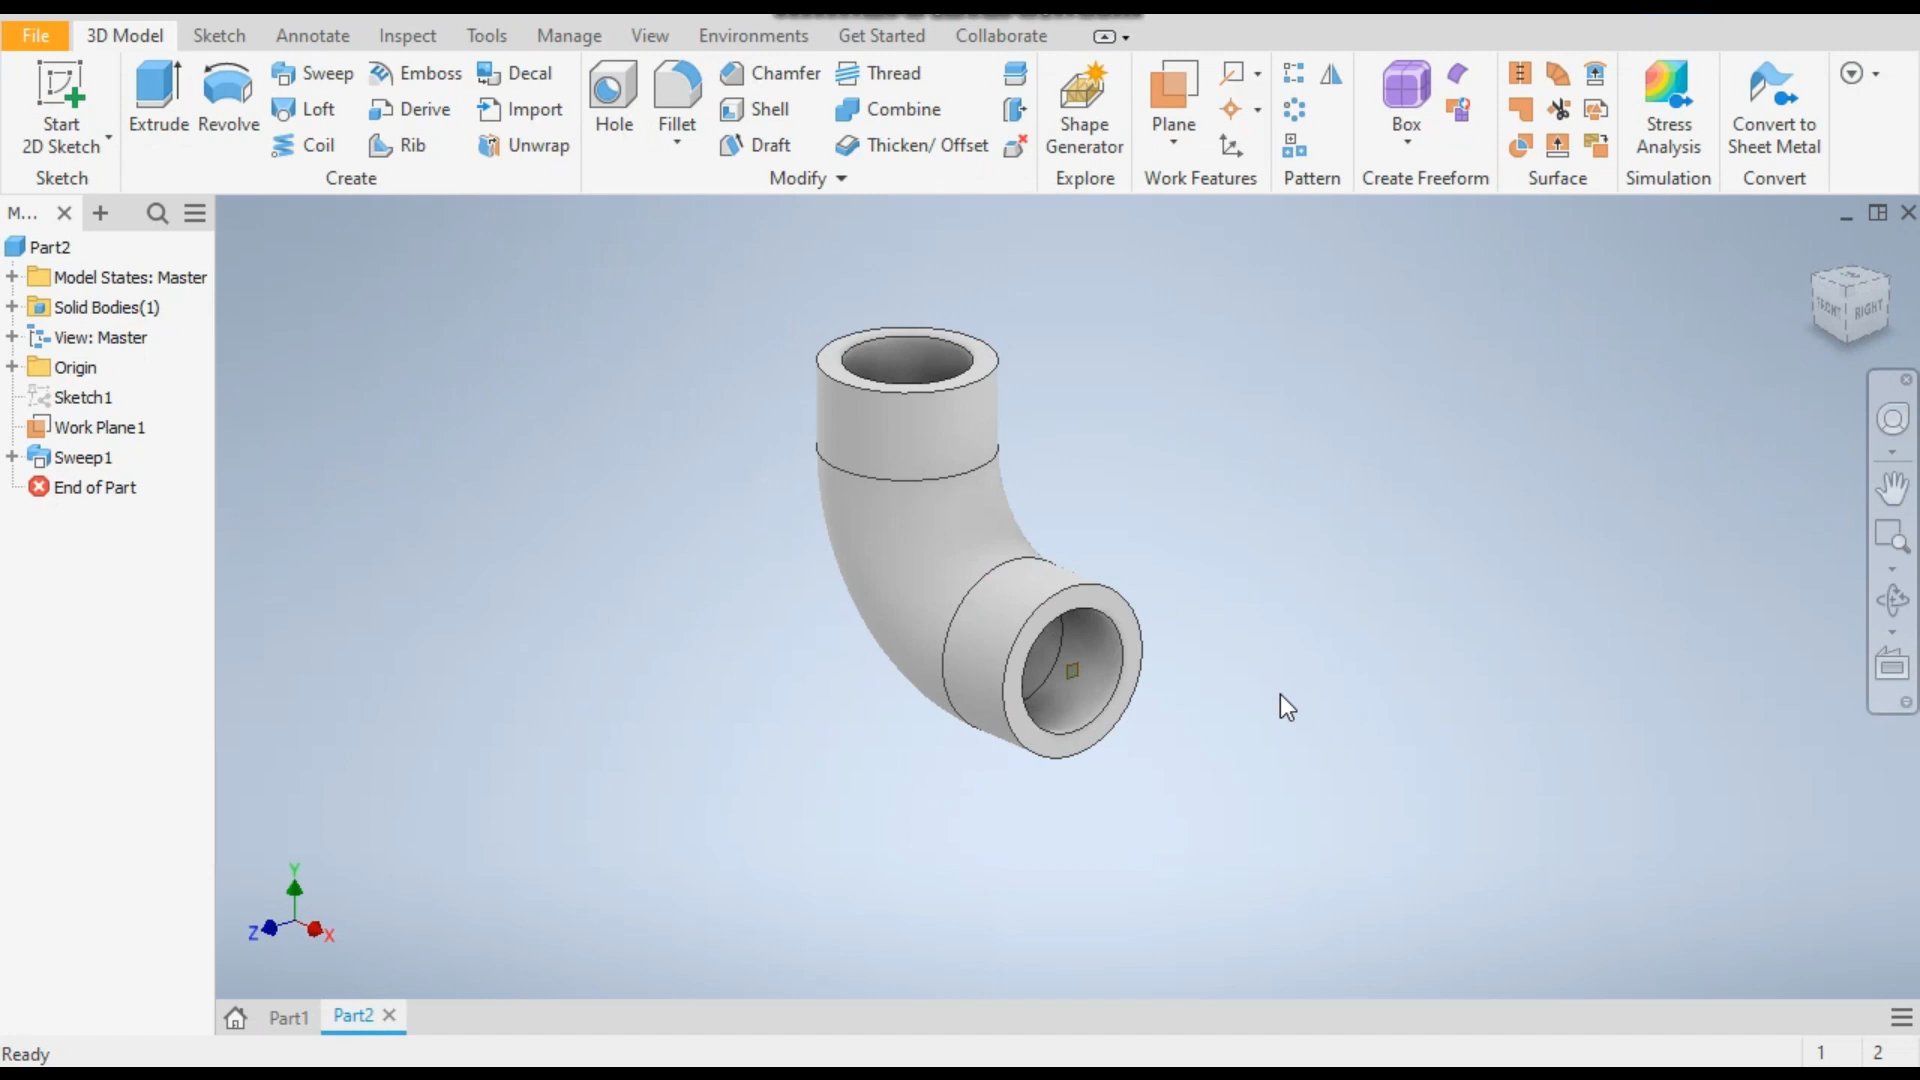 File 3D Model Sketch Annotate Inspect Tools Manage View Environments Get Started Collaborate
Start
2D Sketch
Extrude
Revolve
Sweep
Loft
Coil
Emboss
Derive
Rib
Decal
Import
Unwrap
Hole
Fillet
Chamfer
Shell
Draft
Thread
Combine
Thicken/ Offset
Shape
Generator
Plane
Box
Stress
Analysis
Convert to
Sheet Metal
Sketch Create Modify Explore Work Features Pattern Create Freeform Surface Simulation Convert
M...
Part2
Model States: Master
Solid Bodies(1)
View: Master
Origin
Sketch1
Work Plane1
Sweep1
End of Part
FRONT RIGHT
Y
Z X
Part1 Part2
Ready 1 2